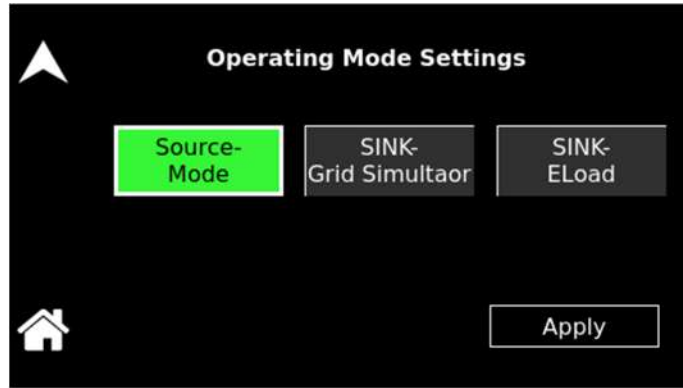 Operating Mode Settings
Source-
Mode
SINK-
Grid Simultaor
SINK-
ELoad
Apply